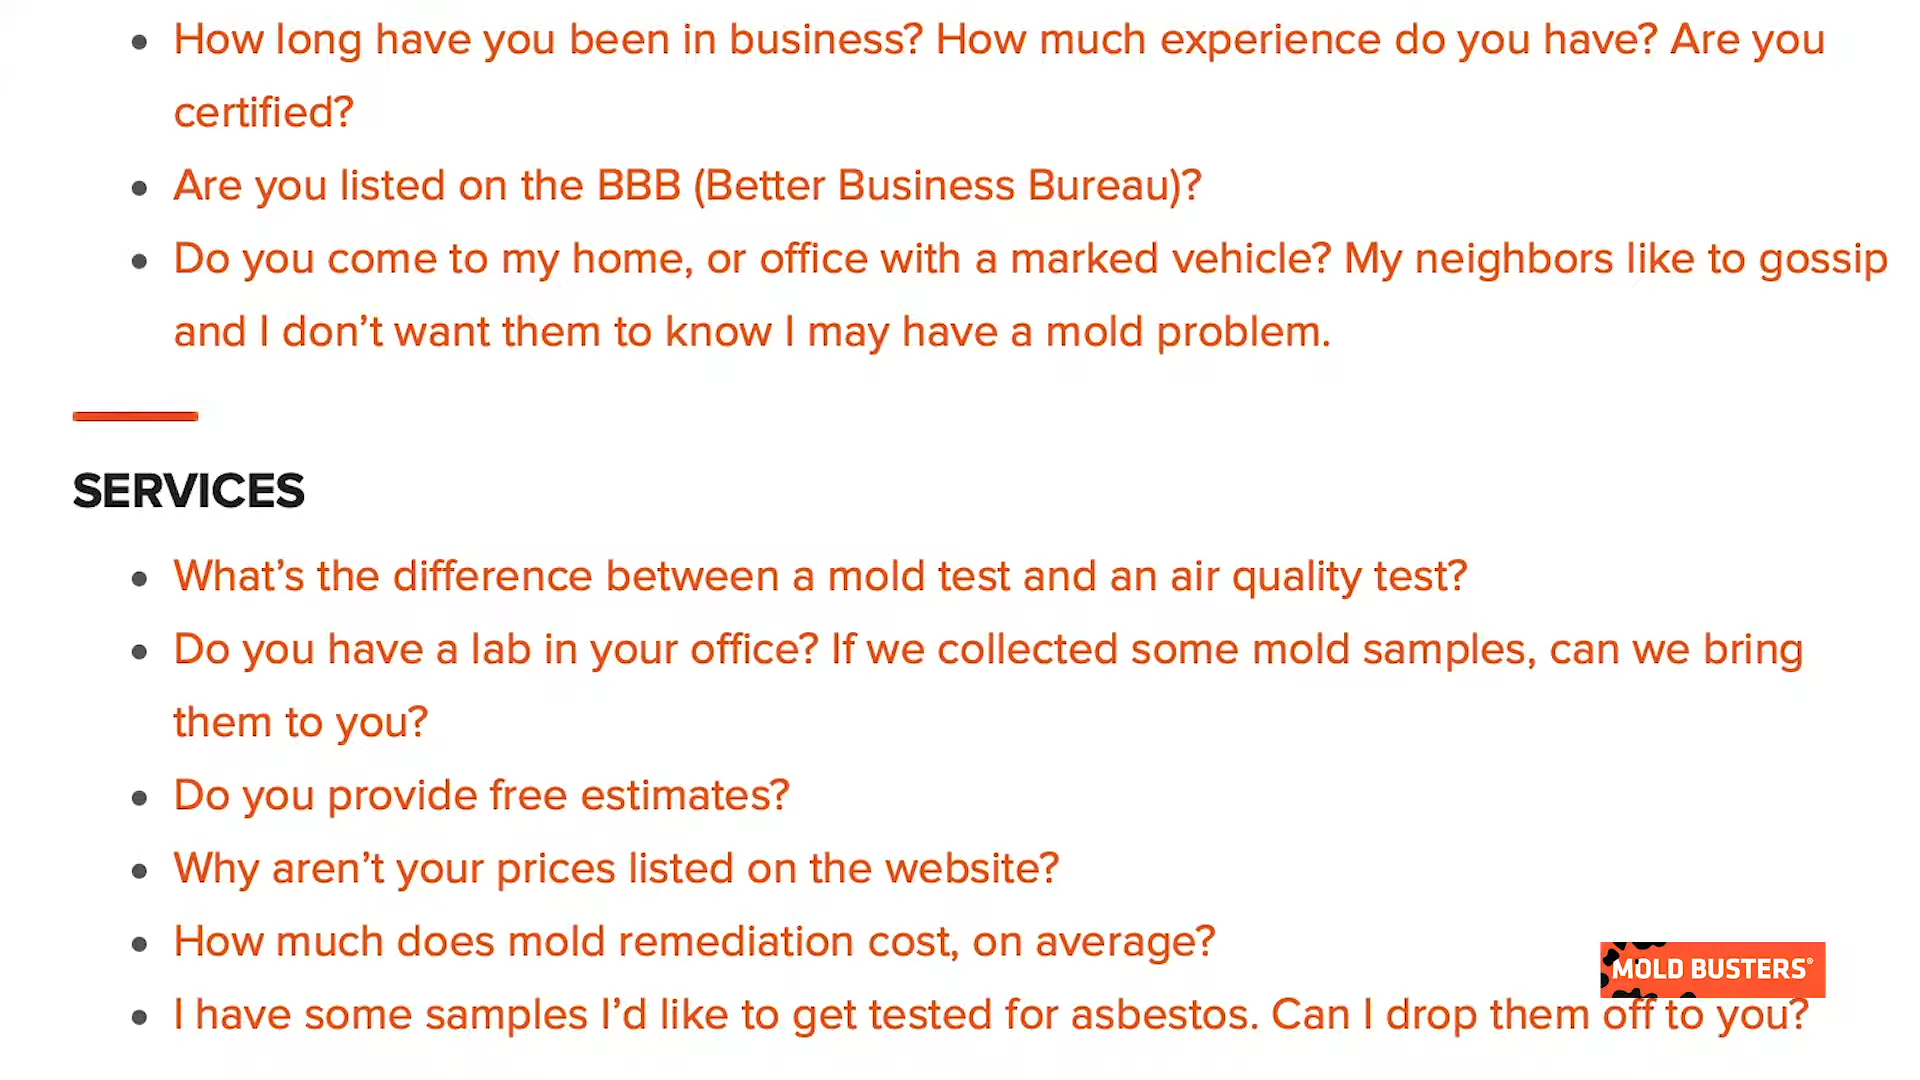 How long have you been in business? How much experience do you have? Are you
certified?
Are you listed on the BBB (Better Business Bureau)?
Do you come to my home, or office with a marked vehicle? My neighbors like to gossip
and I don’t want them to know I may have a mold problem.
SERVICES
What’s the difference between a mold test and an air quality test?
Do you have a lab in your office? If we collected some mold samples, can we bring
them to you?
Do you provide free estimates?
Why aren’t your prices listed on the website?
How much does mold remediation cost, on average?
MOLD BUSTERS®
I have some samples I’d like to get tested for asbestos. Can I drop them off to you?